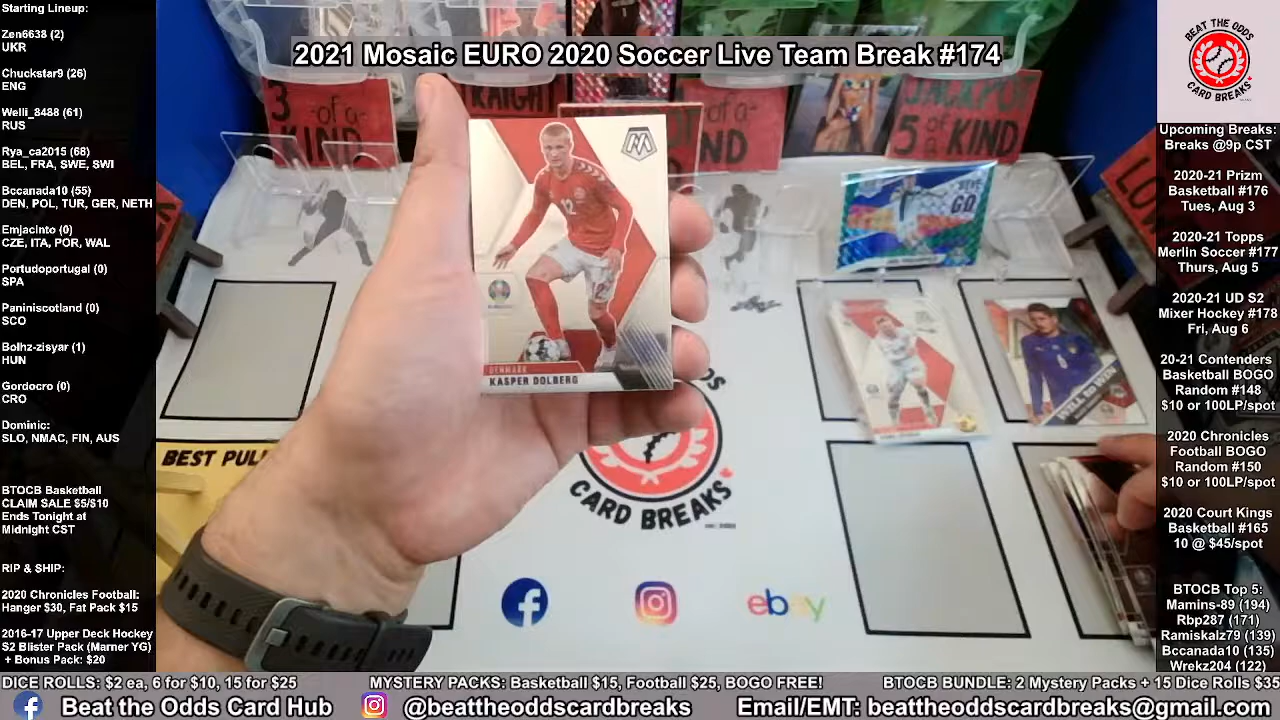 Starting Lineup:
Zen6638 (2)
UKR
Chuckstar9 (26)
ENG
Welli_8488 (61)
RUS
Rya_ca2015 (68)
BEL, FRA, SWE, SWI
Bccanada10 (55)
DEN, POL, TUR, GER, NETH
Emjacinto (0)
CZE, ITA, POR, WAL
Portudoportugal (0)
SPA
Paniniscotland (0)
SCO
Bolhz-zisyar (1)
HUN
Gordocro (0)
CRO
Dominic:
SLO, NMAC, FIN, AUS
BTOCB Basketball
CLAIM SALE $5/$10
Ends Tonight at
Midnight CST
RIP & $HIP:
2020 Chronicles Football:
Hanger $30, Fat Pack $15
2016-17 Upper Deck Hockey
S2 Blister Pack (Marner YG)
+ Bonus Pack: $20
2021 Mosaic EURO 2020 Soccer Live Team Break #174
3 -of-a-
KIND
STRAIGHT
-of-a-
ND
JACKPOT
5 of a KIND
12
DENMARK
KASPER DOLBERG
GO
WILL TO WIN
BEST PULL
CARD BREAKS
ebay
BEAT THE ODDS
CARD BREAKS
Upcoming Breaks:
Breaks @9p CST
2020-21 Prizm
Basketball #176
Tues, Aug 3
2020-21 Topps
Merlin Soccer #177
Thurs, Aug 5
2020-21 UD S2
Mixer Hockey #178
Fri, Aug 6
20-21 Contenders
Basketball BOGO
Random #148
$10 or 100LP/spot
2020 Chronicles
Football BOGO
Random #150
$10 or 100LP/spot
2020 Court Kings
Basketball #165
10 @ $45/spot
BTOCB Top 5:
Mamins-89 (194)
Rbp287 (171)
Ramiskalz79 (139)
Bccanada10 (135)
Wrekz204 (122)
DICE ROLLS: $2 ea, 6 for $10, 15 for $25
MYSTERY PACKS: Basketball $15, Football $25, BOGO FREE!
BTOCB BUNDLE: 2 Mystery Packs + 15 Dice Rolls $35
Beat the Odds Card Hub
@beattheoddscardbreaks
Email/EMT: beattheoddscardbreaks@gmail.com